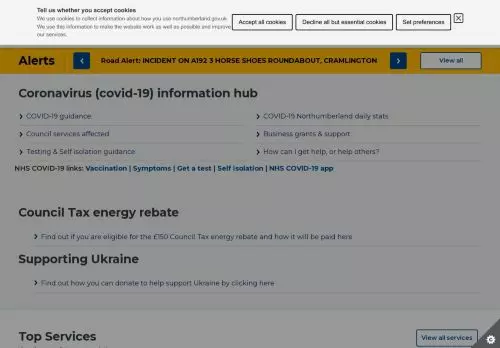 Tell us whether you accept cookies
We use cookies to collect information about how you use northumberland.gov.uk.
We use this information to make the website work as well as possible and improve
our services.
Accept all cookies
Decline all but essential cookies
Set preferences
Alerts
Road Alert: INCIDENT ON A192 3 HORSE SHOES ROUNDABOUT, CRAMLINGTON
View all
Coronavirus (covid-19) information hub
COVID-19 guidance
COVID-19 Northumberland daily stats
Council services affected
Business grants & support
Testing & Self isolation guidance
How can I get help, or help others?
NHS COVID-19 links: Vaccination | Symptoms | Get a test | Self Isolation | NHS COVID-19 app
Council Tax energy rebate
Find out if you are eligible for the £150 Council Tax energy rebate and how it will be paid here
Supporting Ukraine
Find out how you can donate to help support Ukraine by clicking here
Top Services
View all services